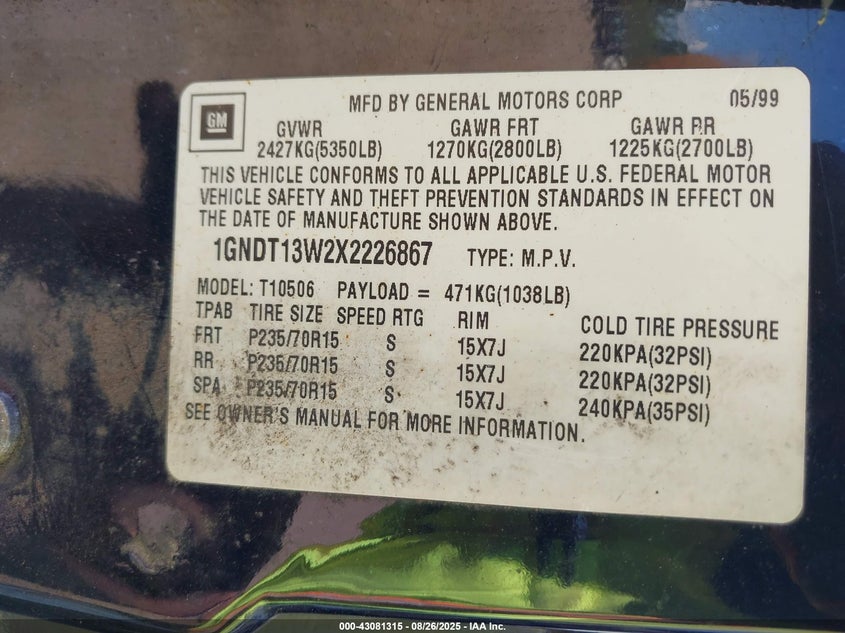 MFD BY GENERAL MOTORS CORP 05/99
GM
GVWR GAWR FRT GAWR RR
2427KG(5350LB) 1270KG(2800LB) 1225KG(2700LB)
THIS VEHICLE CONFORMS TO ALL APPLICABLE U.S. FEDERAL MOTOR
VEHICLE SAFETY AND THEFT PREVENTION STANDARDS IN EFFECT ON
THE DATE OF MANUFACTURE SHOWN ABOVE.
1GNDT13W2X2226867 TYPE: M.P.V.
MODEL: T10506 PAYLOAD = 471KG(1038LB)
TPAB TIRE SIZE SPEED RTG RIM COLD TIRE PRESSURE
FRT P235/70R15 S 15X7J 220KPA(32PSI)
RR P235/70R15 S 15X7J 220KPA(32PSI)
SPA P235/70R15 S 15X7J 240KPA(35PSI)
SEE OWNER'S MANUAL FOR MORE INFORMATION.
000-43081315 - 08/26/2025 - IAA Inc.